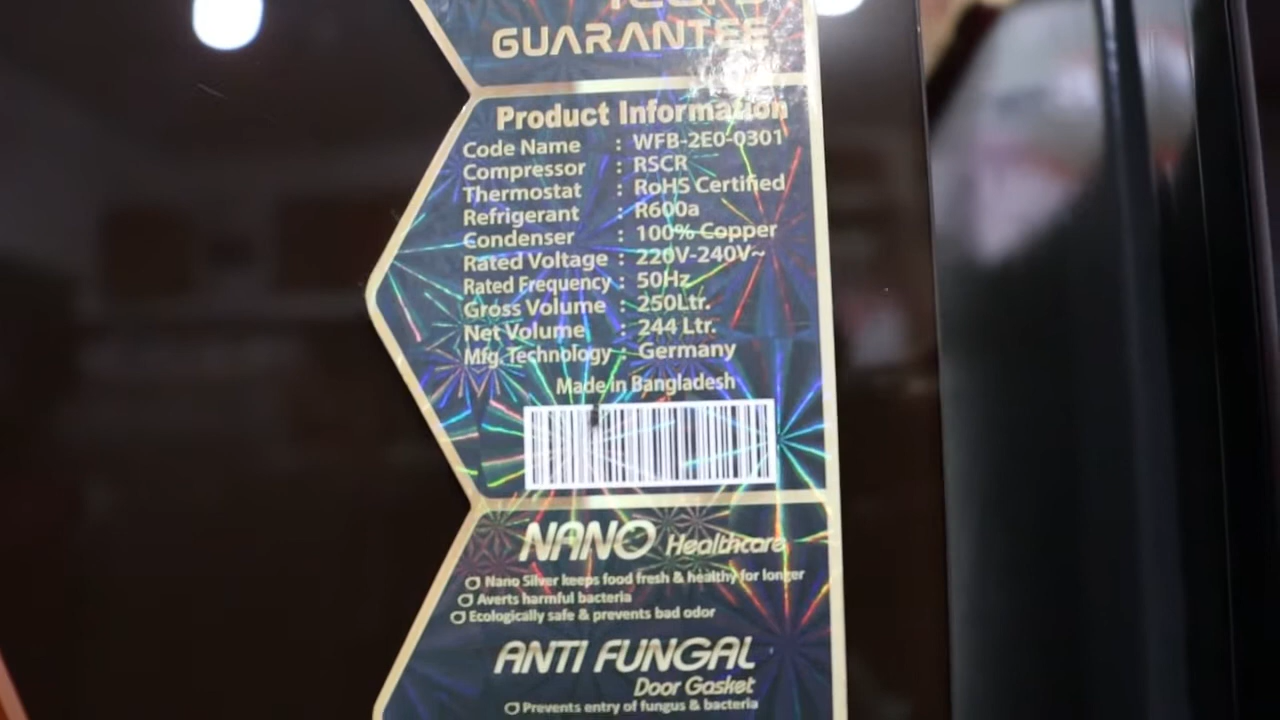 GUARANTEE
Product Information
Code Name : WFB-2E0-0301
Compressor : RSCR
Thermostat : RoHS Certified
Refrigerant : R600a
Condenser : 100% Copper
Rated Voltage : 220V-240V~
Rated Frequency : 50Hz
Gross Volume : 250Ltr.
Net Volume : 244 Ltr.
Mfg. Technology : Germany
Made in Bangladesh
NANO Healthcare
Nano Silver keeps food fresh & healthy for longer
Averts harmful bacteria
Ecologically safe & prevents bad odor
ANTI FUNGAL
Door Gasket
Prevents entry of fungus & bacteria